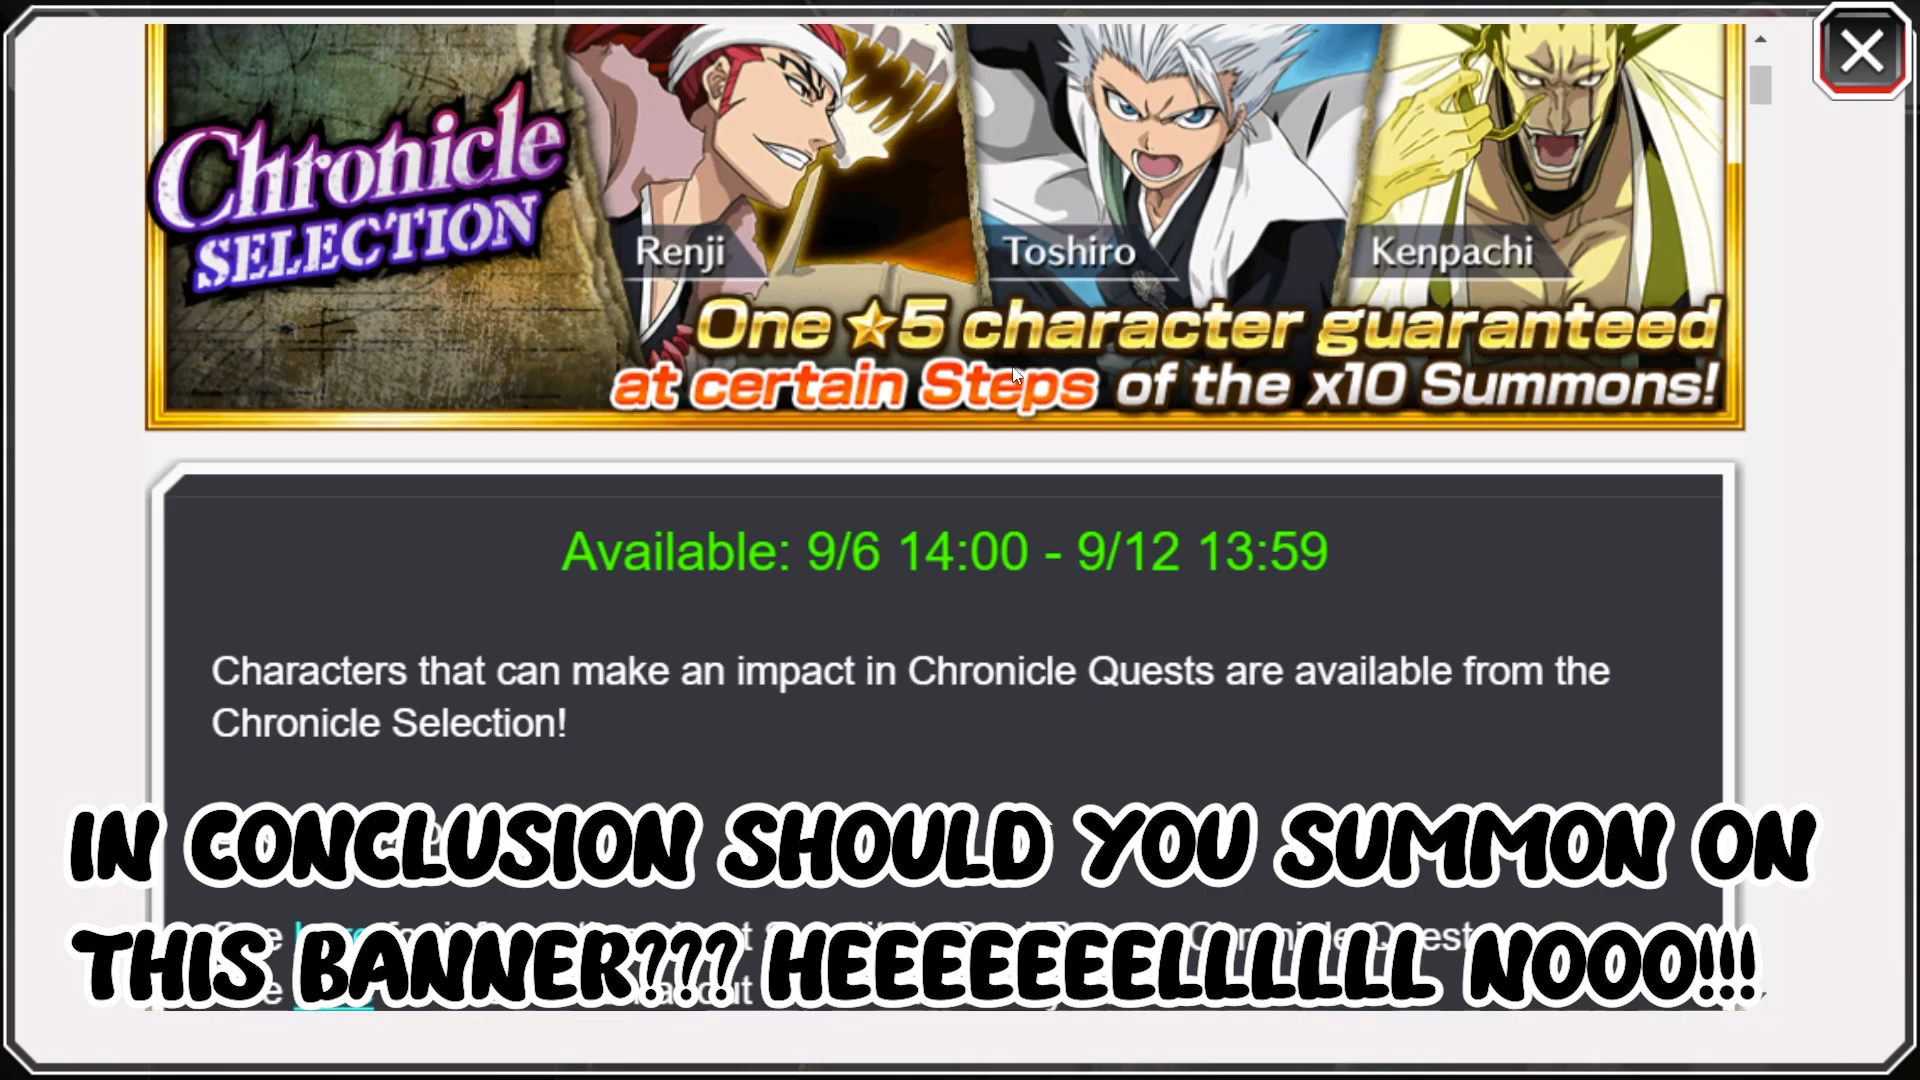 Chronicle
SELECTION
Renji
Toshiro
Kenpachi
One ★5 character guaranteed
at certain Steps of the x10 Summons!
Available: 9/6 14:00 - 9/12 13:59
Characters that can make an impact in Chronicle Quests are available from the
Chronicle Selection!
IN CONCLUSION SHOULD YOU SUMMON ON
THIS BANNER??? HEEEEEEELLLLLLL NOOO!!!